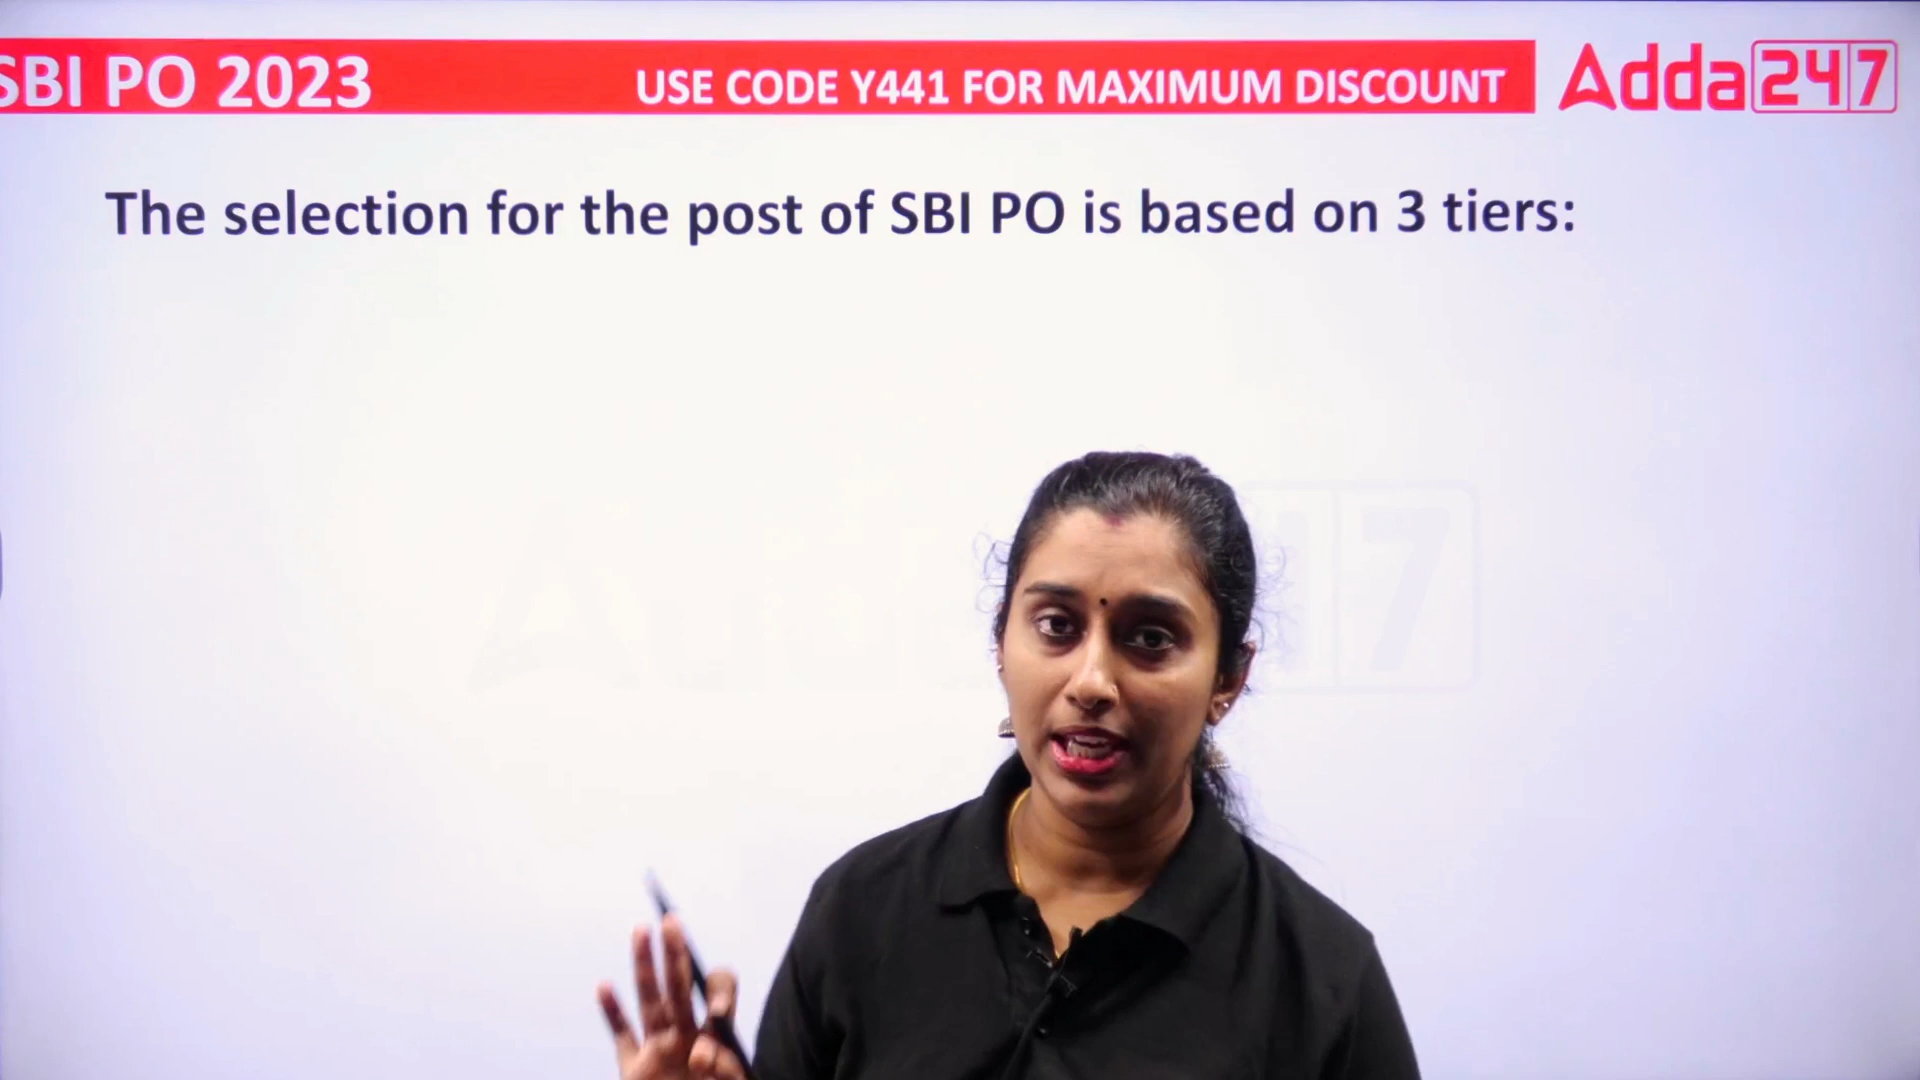 SBI PO 2023
USE CODE Y441 FOR MAXIMUM DISCOUNT
Adda247
The selection for the post of SBI PO is based on 3 tiers:
Adda247